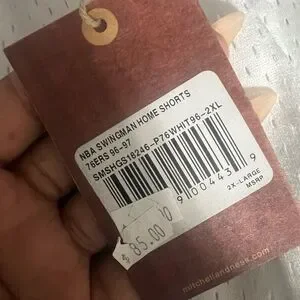 NBA SWINGMAN HOME SHORTS
76ERS 96-97
SMSHGS18246-P76WHIT96-2XL
00443
9
2X-LARGE
MSRP
$85.00
mitchellandness.com